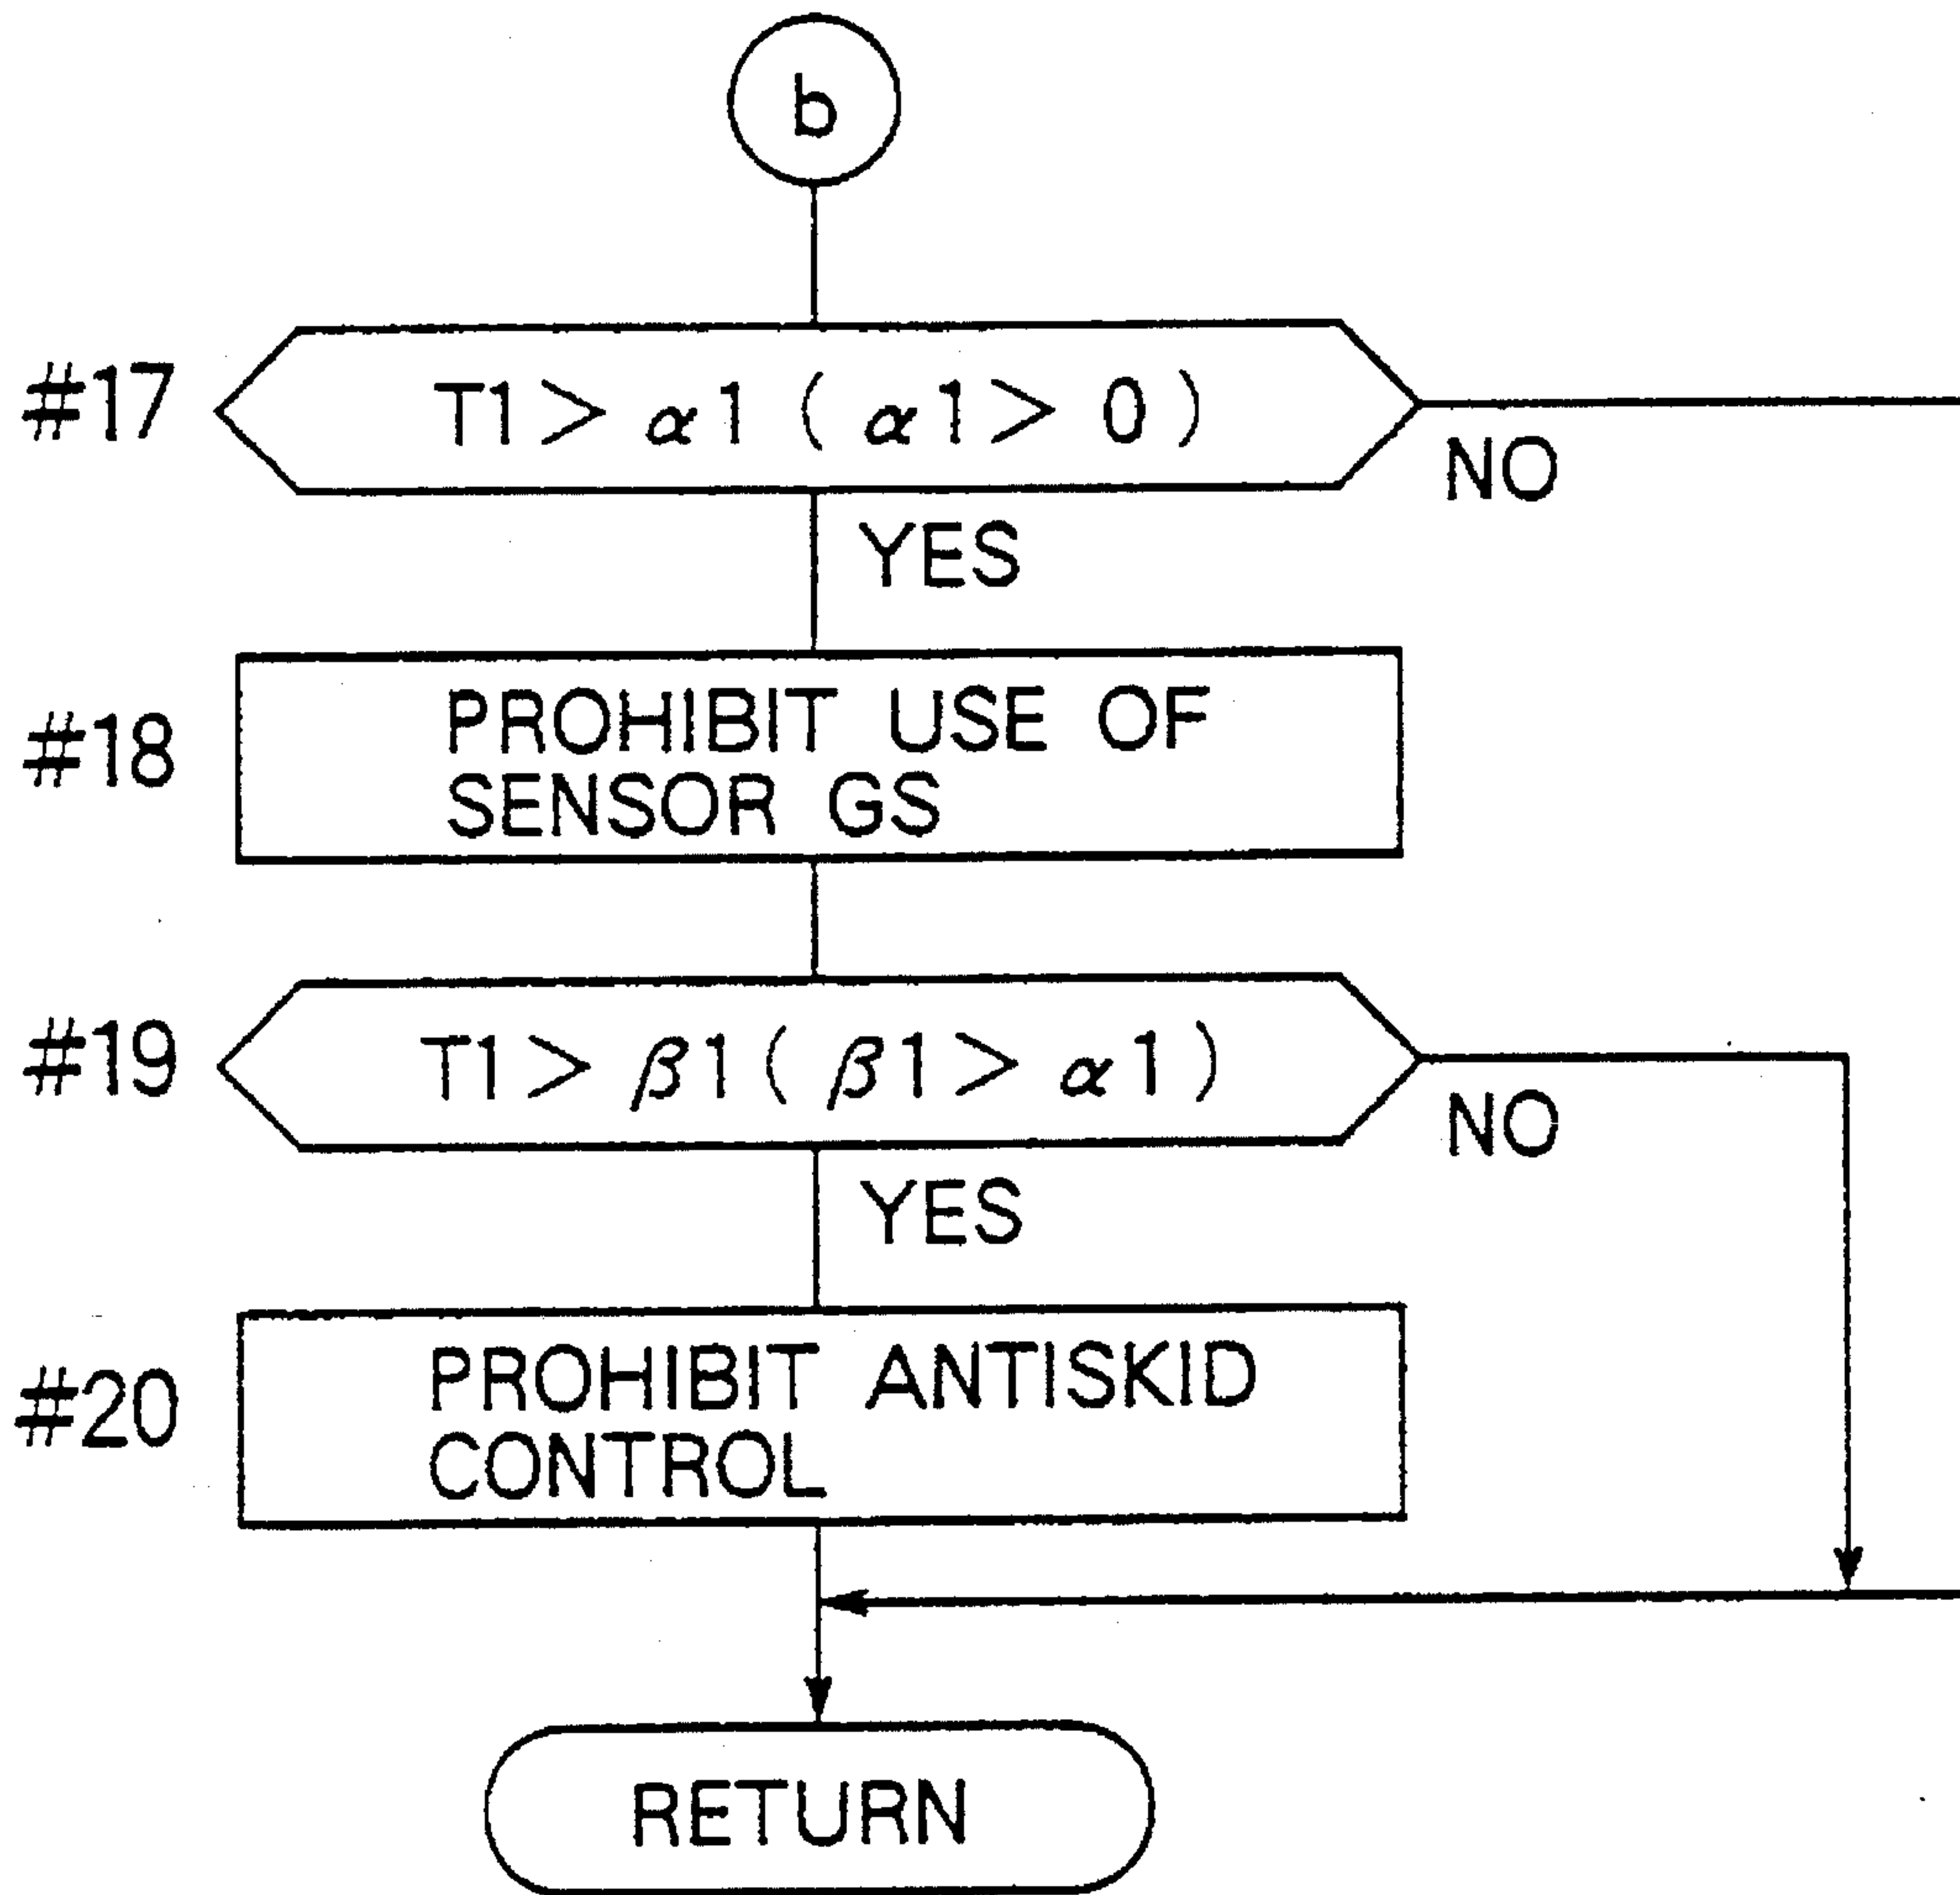 b
#17
T1 > α1 ( α1 > 0 )
NO
YES
#18
PROHIBIT USE OF
SENSOR GS
#19
T1 > β1 ( β1 > α1 )
NO
YES
#20
PROHIBIT ANTISKID
CONTROL
RETURN